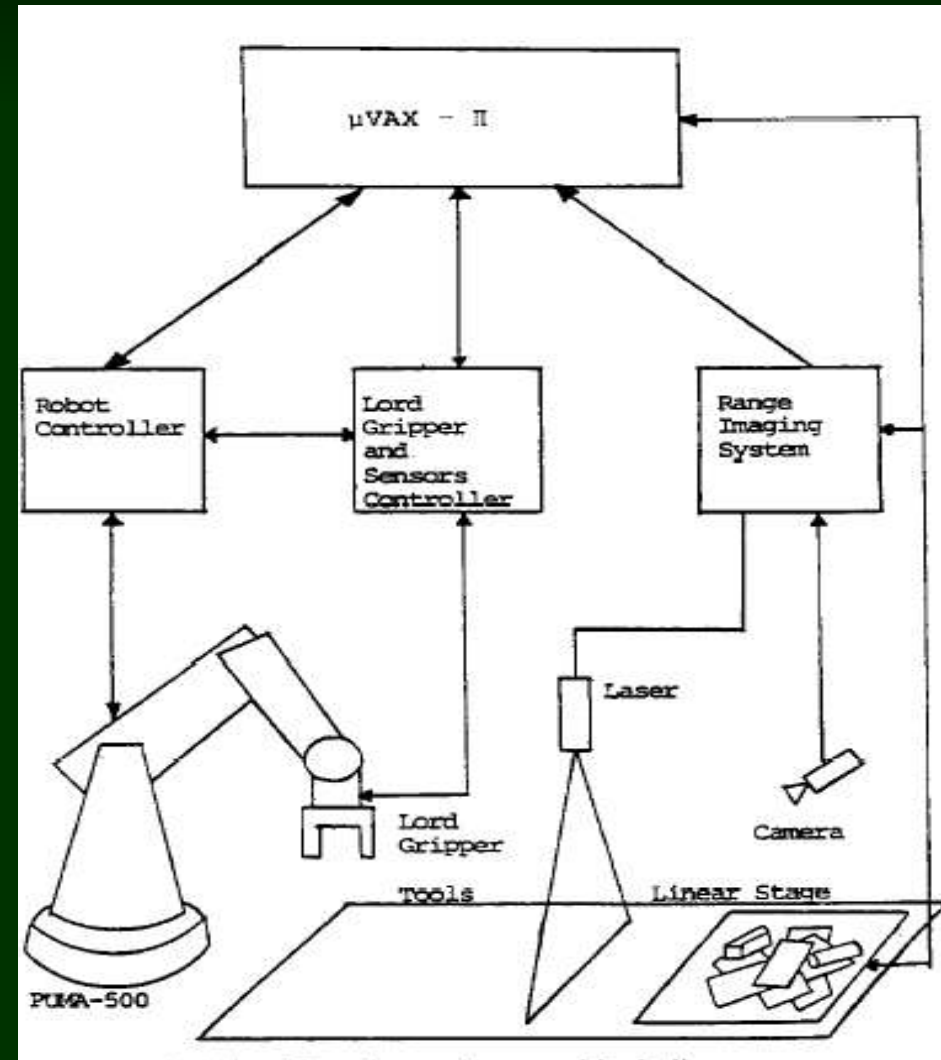 µVAX - II
Robot
Controller
Lord
Gripper
and
Sensors
Controller
Range
Imaging
System
Laser
Lord
Gripper
Camera
Tools
Linear Stage
PUMA-500